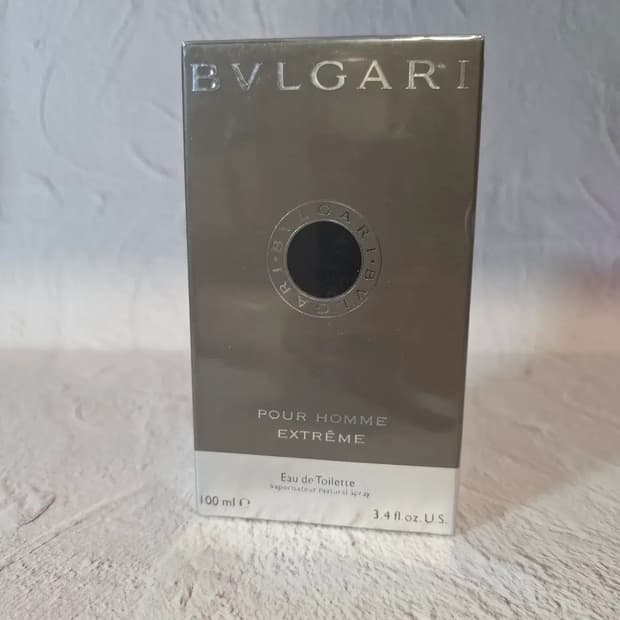 BVLGARI
BVLGARI · BVLGARI
POUR HOMME
EXTRÊME
Eau de Toilette
Vaporisateur Natural Spray
100 ml ℮
3.4 fl oz. U.S.